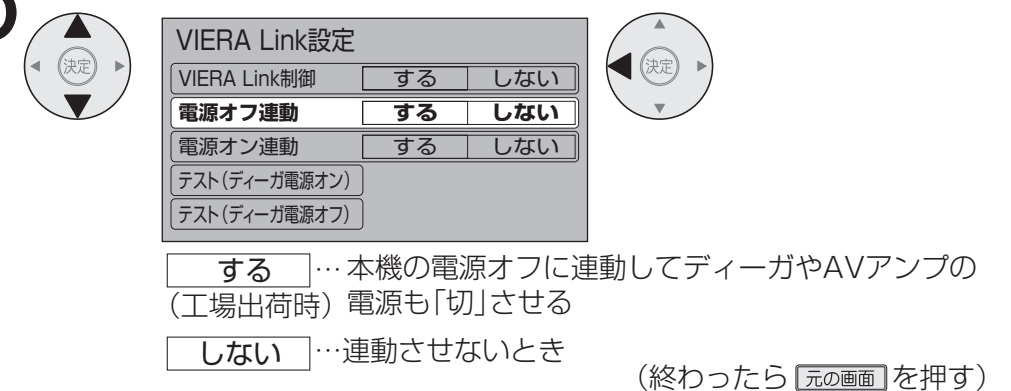 決定
VIERA Link設定
VIERA Link制御 する しない
電源オフ連動 する しない
電源オン連動 する しない
テスト(ディーガ電源オン)
テスト(ディーガ電源オフ)
決定
する …本機の電源オフに連動してディーガやAVアンプの
(工場出荷時) 電源も「切」させる
しない …連動させないとき
(終わったら 元の画面 を押す)